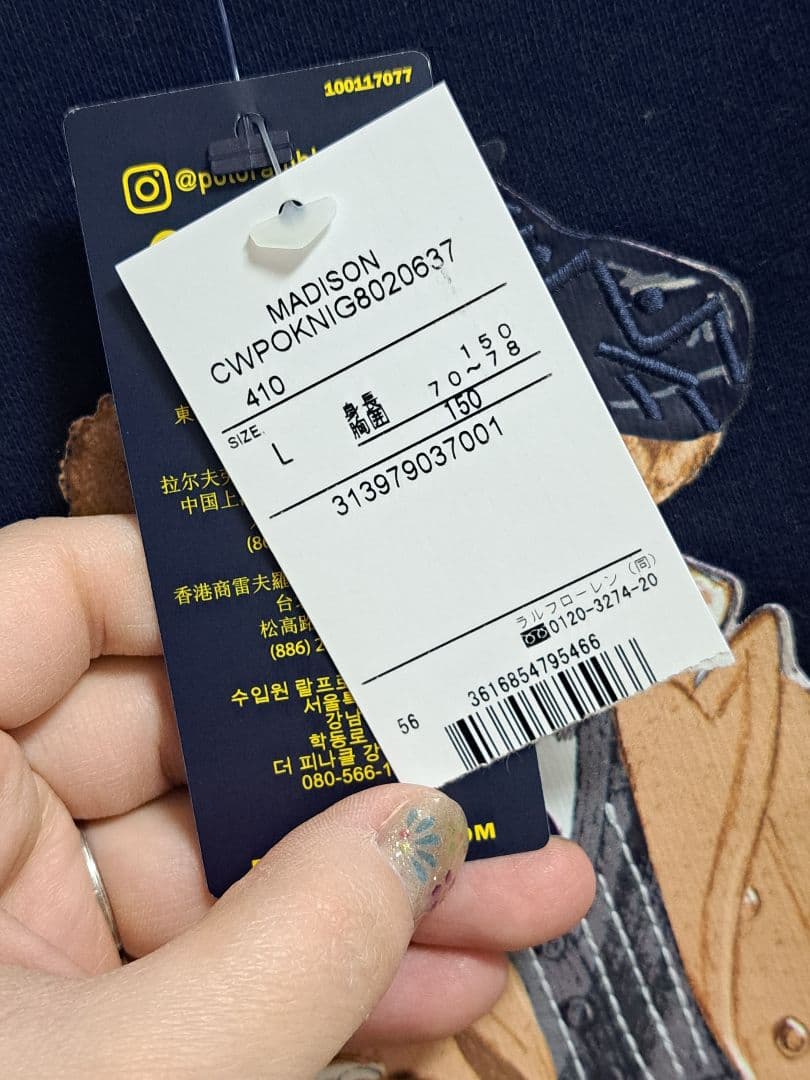 100117077
MADISON
CWPOKNIG8020637
410
SIZE.
L
身長 150
胸囲 70~78
150
313979037001
ラルフローレン(同)
0120-3274-20
3616854795466
56
東
拉尔夫劳
中国上
香港商雷夫羅
台
松高路
(886) 2
수입원 랄프로
서울특
강남
학동로
더 피나클 강
080-566-1